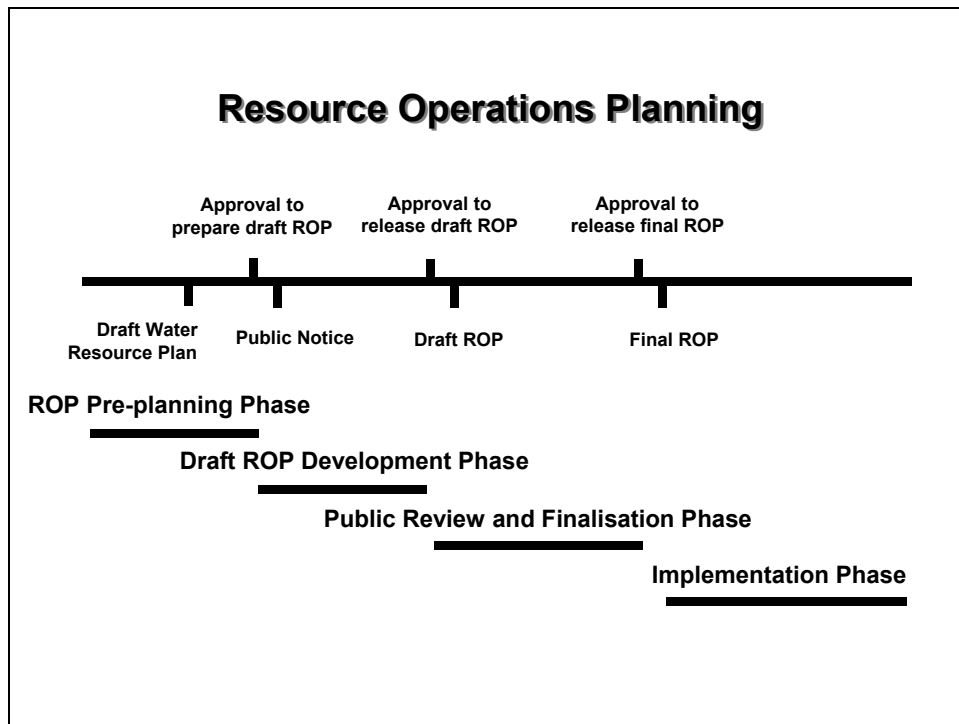 Resource Operations Planning
Approval to
prepare draft ROP
Approval to
release draft ROP
Approval to
release final ROP
Draft Water
Resource Plan
Public Notice
Draft ROP
Final ROP
ROP Pre-planning Phase
Draft ROP Development Phase
Public Review and Finalisation Phase
Implementation Phase